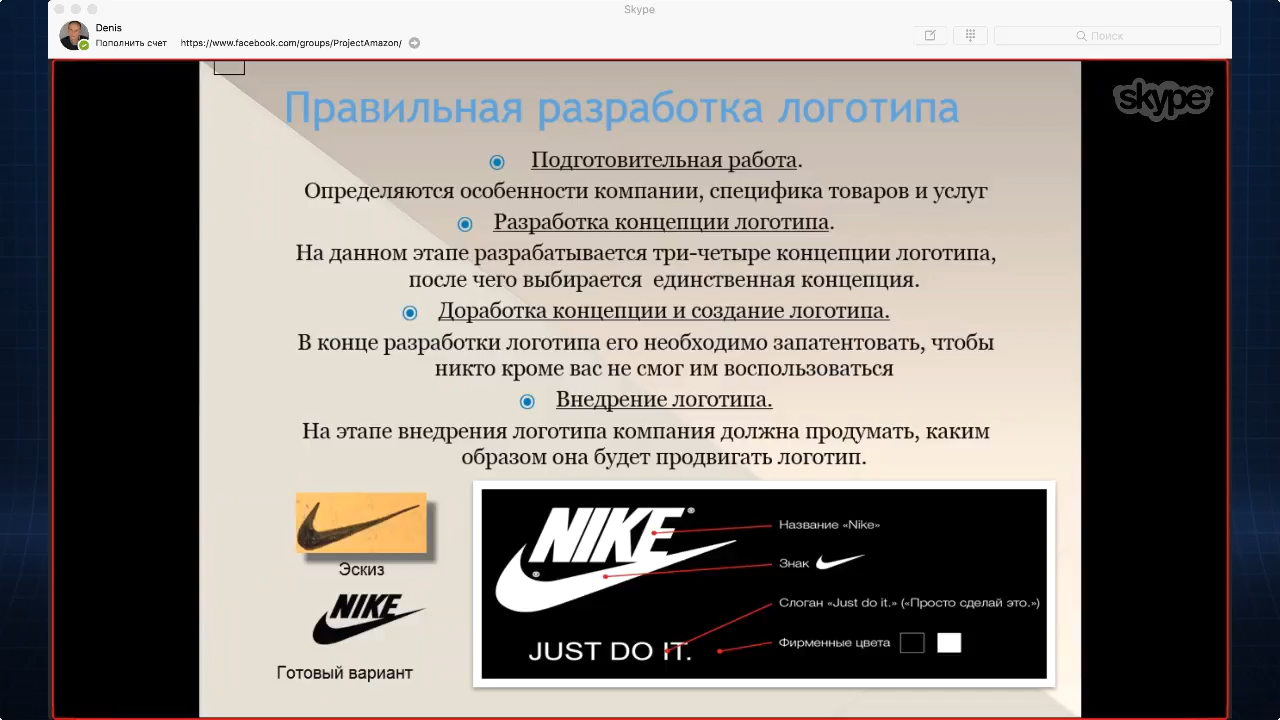 Skype
Denis
Пополнить счет https://www.facebook.com/groups/ProjectAmazon/
Поиск
skype™
Правильная разработка логотипа
Подготовительная работа.
Определяются особенности компании, специфика товаров и услуг
Разработка концепции логотипа.
На данном этапе разрабатывается три-четыре концепции логотипа,
после чего выбирается единственная концепция.
Доработка концепции и создание логотипа.
В конце разработки логотипа его необходимо запатентовать, чтобы
никто кроме вас не смог им воспользоваться
Внедрение логотипа.
На этапе внедрения логотипа компания должна продумать, каким
образом она будет продвигать логотип.
Эскиз
NIKE
Готовый вариант
NIKE®
®
JUST DO IT.
Название «Nike»
Знак
Слоган «Just do it.» («Просто сделай это.»)
Фирменные цвета